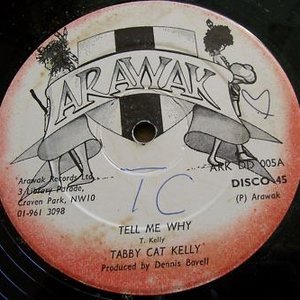 ARAWAK
Arawak Records Ltd.
3 Library Parade,
Craven Park, NW10
01-961 3098
ARK DD 005A
DISCO 45
(P) Arawak
TC
TELL ME WHY
T. Kelly
TABBY CAT KELLY
Produced by Dennis Bovell